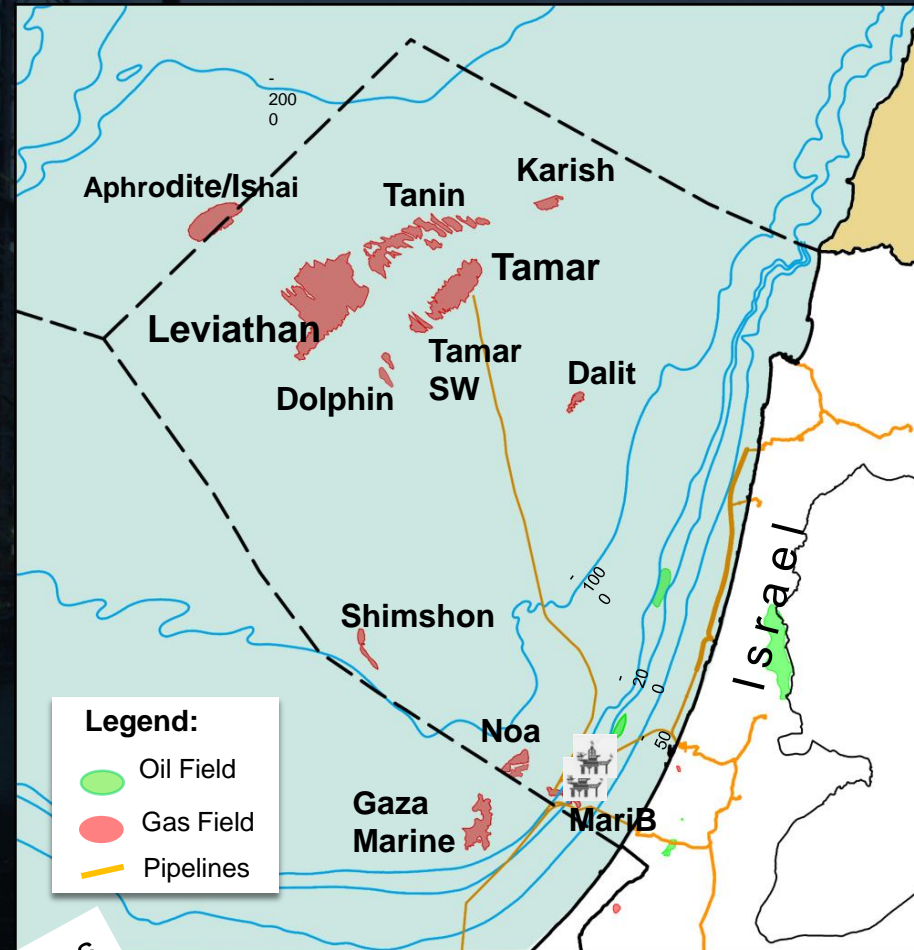 -
200
0
Aphrodite/Ishai
Karish
Tanin
Tamar
Leviathan
Tamar
SW
Dolphin
Dalit
-
100
0
Israel
Shimshon
-
20
0
-
50
Noa
Gaza
Marine
MariB
Legend:
Oil Field
Gas Field
Pipelines